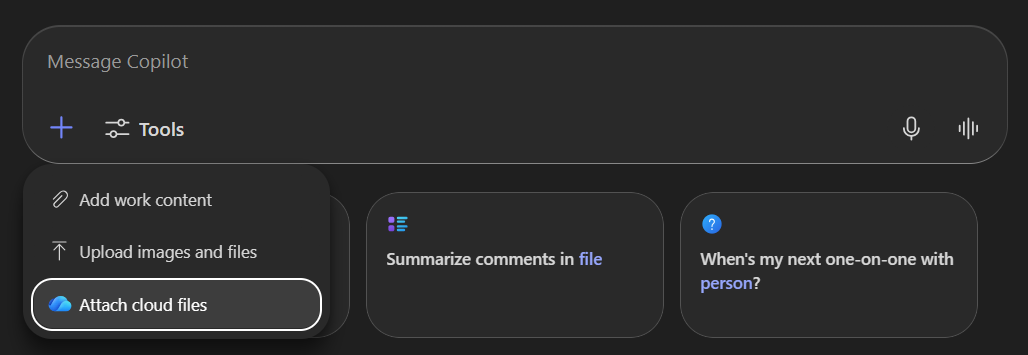 Message Copilot
Tools
Add work content
Upload images and files
Attach cloud files
Summarize comments in file
?
When's my next one-on-one with
person?